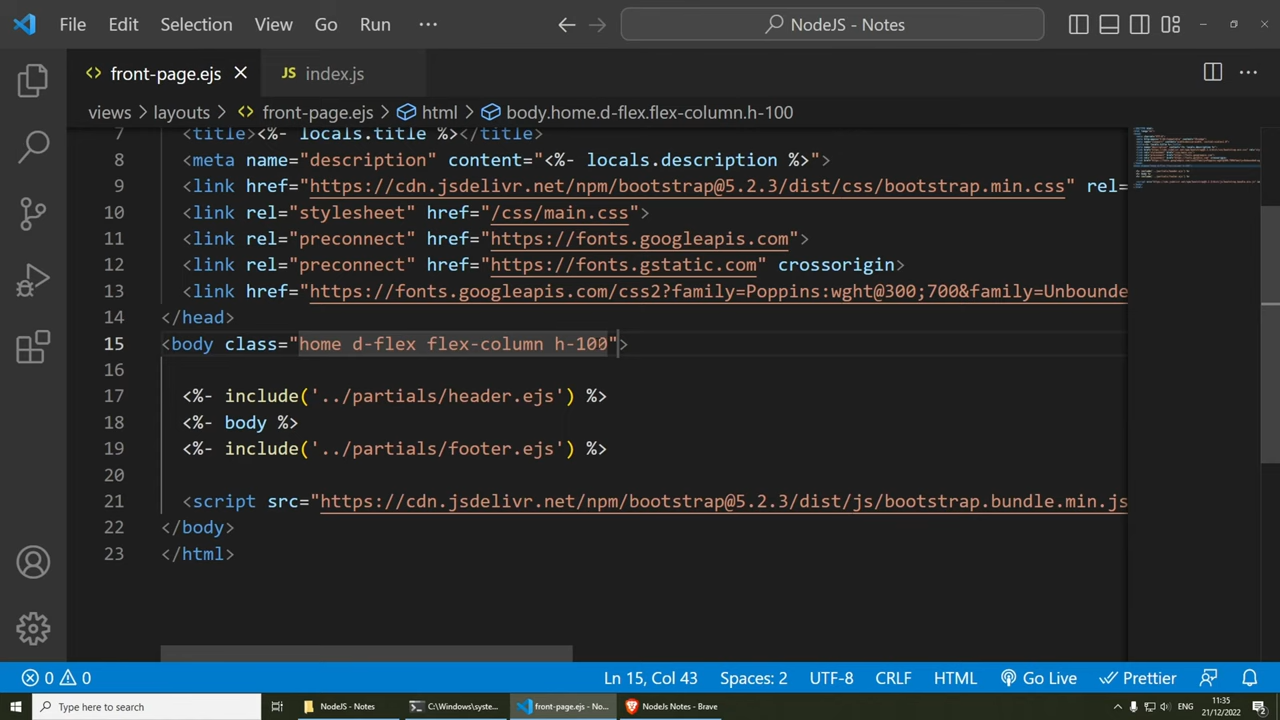 File Edit Selection View Go Run ··· NodeJS - Notes
front-page.ejs JS index.js
views > layouts > front-page.ejs > html > body.home.d-flex.flex-column.h-100
7 <title><%- locals.title %></title>
8 <meta name="description" content="<%- locals.description %>">
9 <link href="https://cdn.jsdelivr.net/npm/bootstrap@5.2.3/dist/css/bootstrap.min.css" rel=
10 <link rel="stylesheet" href="/css/main.css">
11 <link rel="preconnect" href="https://fonts.googleapis.com">
12 <link rel="preconnect" href="https://fonts.gstatic.com" crossorigin>
13 <link href="https://fonts.googleapis.com/css2?family=Poppins:wght@300;700&family=Unbounde
14 </head>
15 <body class="home d-flex flex-column h-100">
16
17 <%- include('../partials/header.ejs') %>
18 <%- body %>
19 <%- include('../partials/footer.ejs') %>
20
21 <script src="https://cdn.jsdelivr.net/npm/bootstrap@5.2.3/dist/js/bootstrap.bundle.min.js
22 </body>
23 </html>
0 0 Ln 15, Col 43 Spaces: 2 UTF-8 CRLF HTML Go Live Prettier
Type here to search NodeJS - Notes C:\Windows\syste... front-page.ejs - No... NodeJs Notes - Brave 11:35
21/12/2022 2